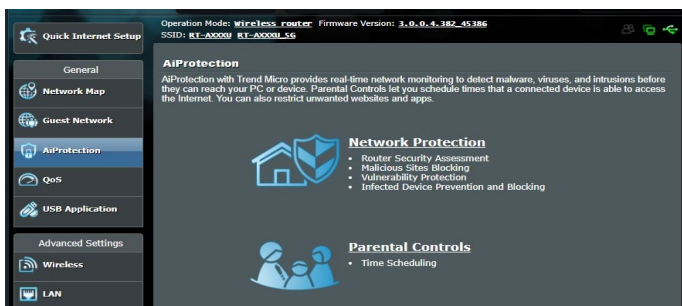 Operation Mode: Wireless router Firmware Version: 3.0.0.4.382_45386
SSID: RT-AXXXU RT-AXXXU_5G
Quick Internet Setup
General
Network Map
Guest Network
AiProtection
QoS
USB Application
Advanced Settings
Wireless
LAN
AiProtection
AiProtection with Trend Micro provides real-time network monitoring to detect malware, viruses, and intrusions before
they can reach your PC or device. Parental Controls let you schedule times that a connected device is able to access
the Internet. You can also restrict unwanted websites and apps.
Network Protection
• Router Security Assessment
• Malicious Sites Blocking
• Vulnerability Protection
• Infected Device Prevention and Blocking
Parental Controls
• Time Scheduling